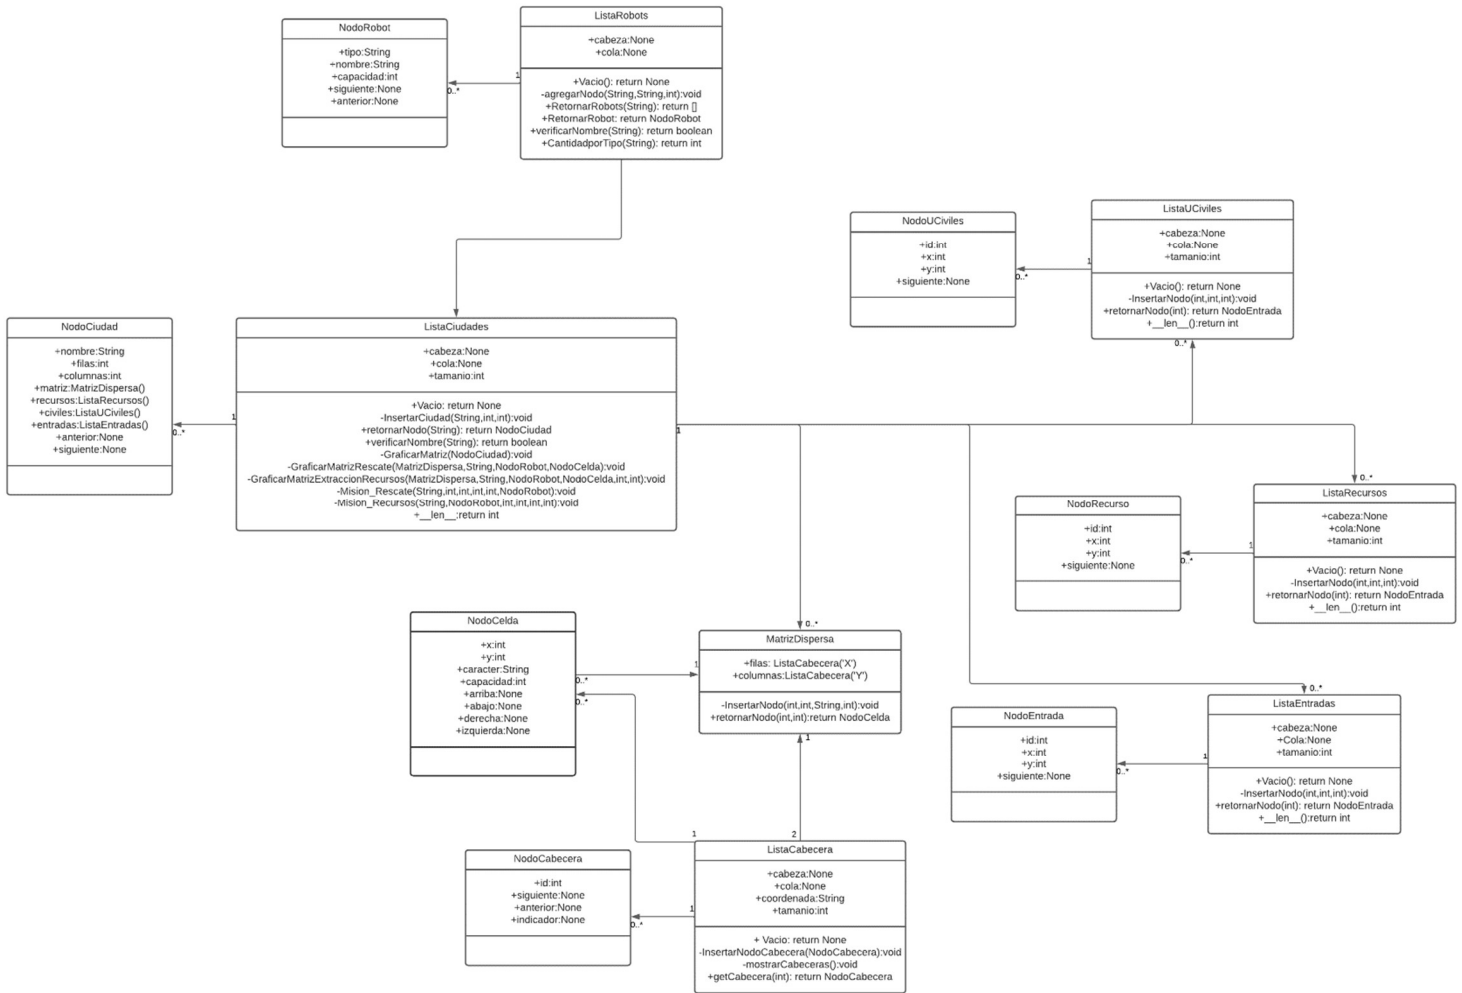 NodoRobot
+tipo:String
+nombre:String
+capacidad:int
+siguiente:None
+anterior:None
0..*
1
ListaRobots
+cabeza:None
+cola:None
+Vacio(): return None
-agregarNodo(String,String,int):void
+RetornarRobots(String): return []
+RetornarRobot: return NodoRobot
+verificarNombre(String): return boolean
+CantidadporTipo(String): return int
NodoUCiviles
+id:int
+x:int
+y:int
+siguiente:None
0..*
1
ListaUCiviles
+cabeza:None
+cola:None
+tamanio:int
+Vacio(): return None
-InsertarNodo(int,int,int):void
+retornarNodo(int): return NodoEntrada
+__len__():return int
0..*
NodoCiudad
+nombre:String
+filas:int
+columnas:int
+matriz:MatrizDispersa()
+recursos:ListaRecursos()
+civiles:ListaUCiviles()
+entradas:ListaEntradas()
+anterior:None
+siguiente:None
0..*
1
ListaCiudades
+cabeza:None
+cola:None
+tamanio:int
+Vacio: return None
-InsertarCiudad(String,int,int):void
+retornarNodo(String): return NodoCiudad
+verificarNombre(String): return boolean
-GraficarMatriz(NodoCiudad):void
-GraficarMatrizRescate(MatrizDispersa,String,NodoRobot,NodoCelda):void
-GraficarMatrizExtraccionRecursos(MatrizDispersa,String,NodoRobot,NodoCelda,int,int):void
-Mision_Rescate(String,int,int,int,NodoRobot):void
-Mision_Recursos(String,NodoRobot,int,int,int):void
+__len__:return int
1
0..*
NodoRecurso
+id:int
+x:int
+y:int
+siguiente:None
0..*
1
ListaRecursos
+cabeza:None
+cola:None
+tamanio:int
+Vacio(): return None
-InsertarNodo(int,int,int):void
+retornarNodo(int): return NodoEntrada
+__len__():return int
NodoCelda
+x:int
+y:int
+caracter:String
+capacidad:int
+arriba:None
+abajo:None
+derecha:None
+izquierda:None
0..*
0..*
1
0..*
MatrizDispersa
+filas: ListaCabecera('X')
+columnas:ListaCabecera('Y')
-InsertarNodo(int,int,String,int):void
+retornarNodo(int,int):return NodoCelda
1
NodoEntrada
+id:int
+x:int
+y:int
+siguiente:None
0..*
1
0..*
ListaEntradas
+cabeza:None
+Cola:None
+tamanio:int
+Vacio(): return None
-InsertarNodo(int,int,int):void
+retornarNodo(int): return NodoEntrada
+__len__():return int
NodoCabecera
+id:int
+siguiente:None
+anterior:None
+indicador:None
0..*
1
1
2
ListaCabecera
+cabeza:None
+cola:None
+coordenada:String
+tamanio:int
+ Vacio: return None
-InsertarNodoCabecera(NodoCabecera):void
-mostrarCabeceras():void
+getCabecera(int): return NodoCabecera